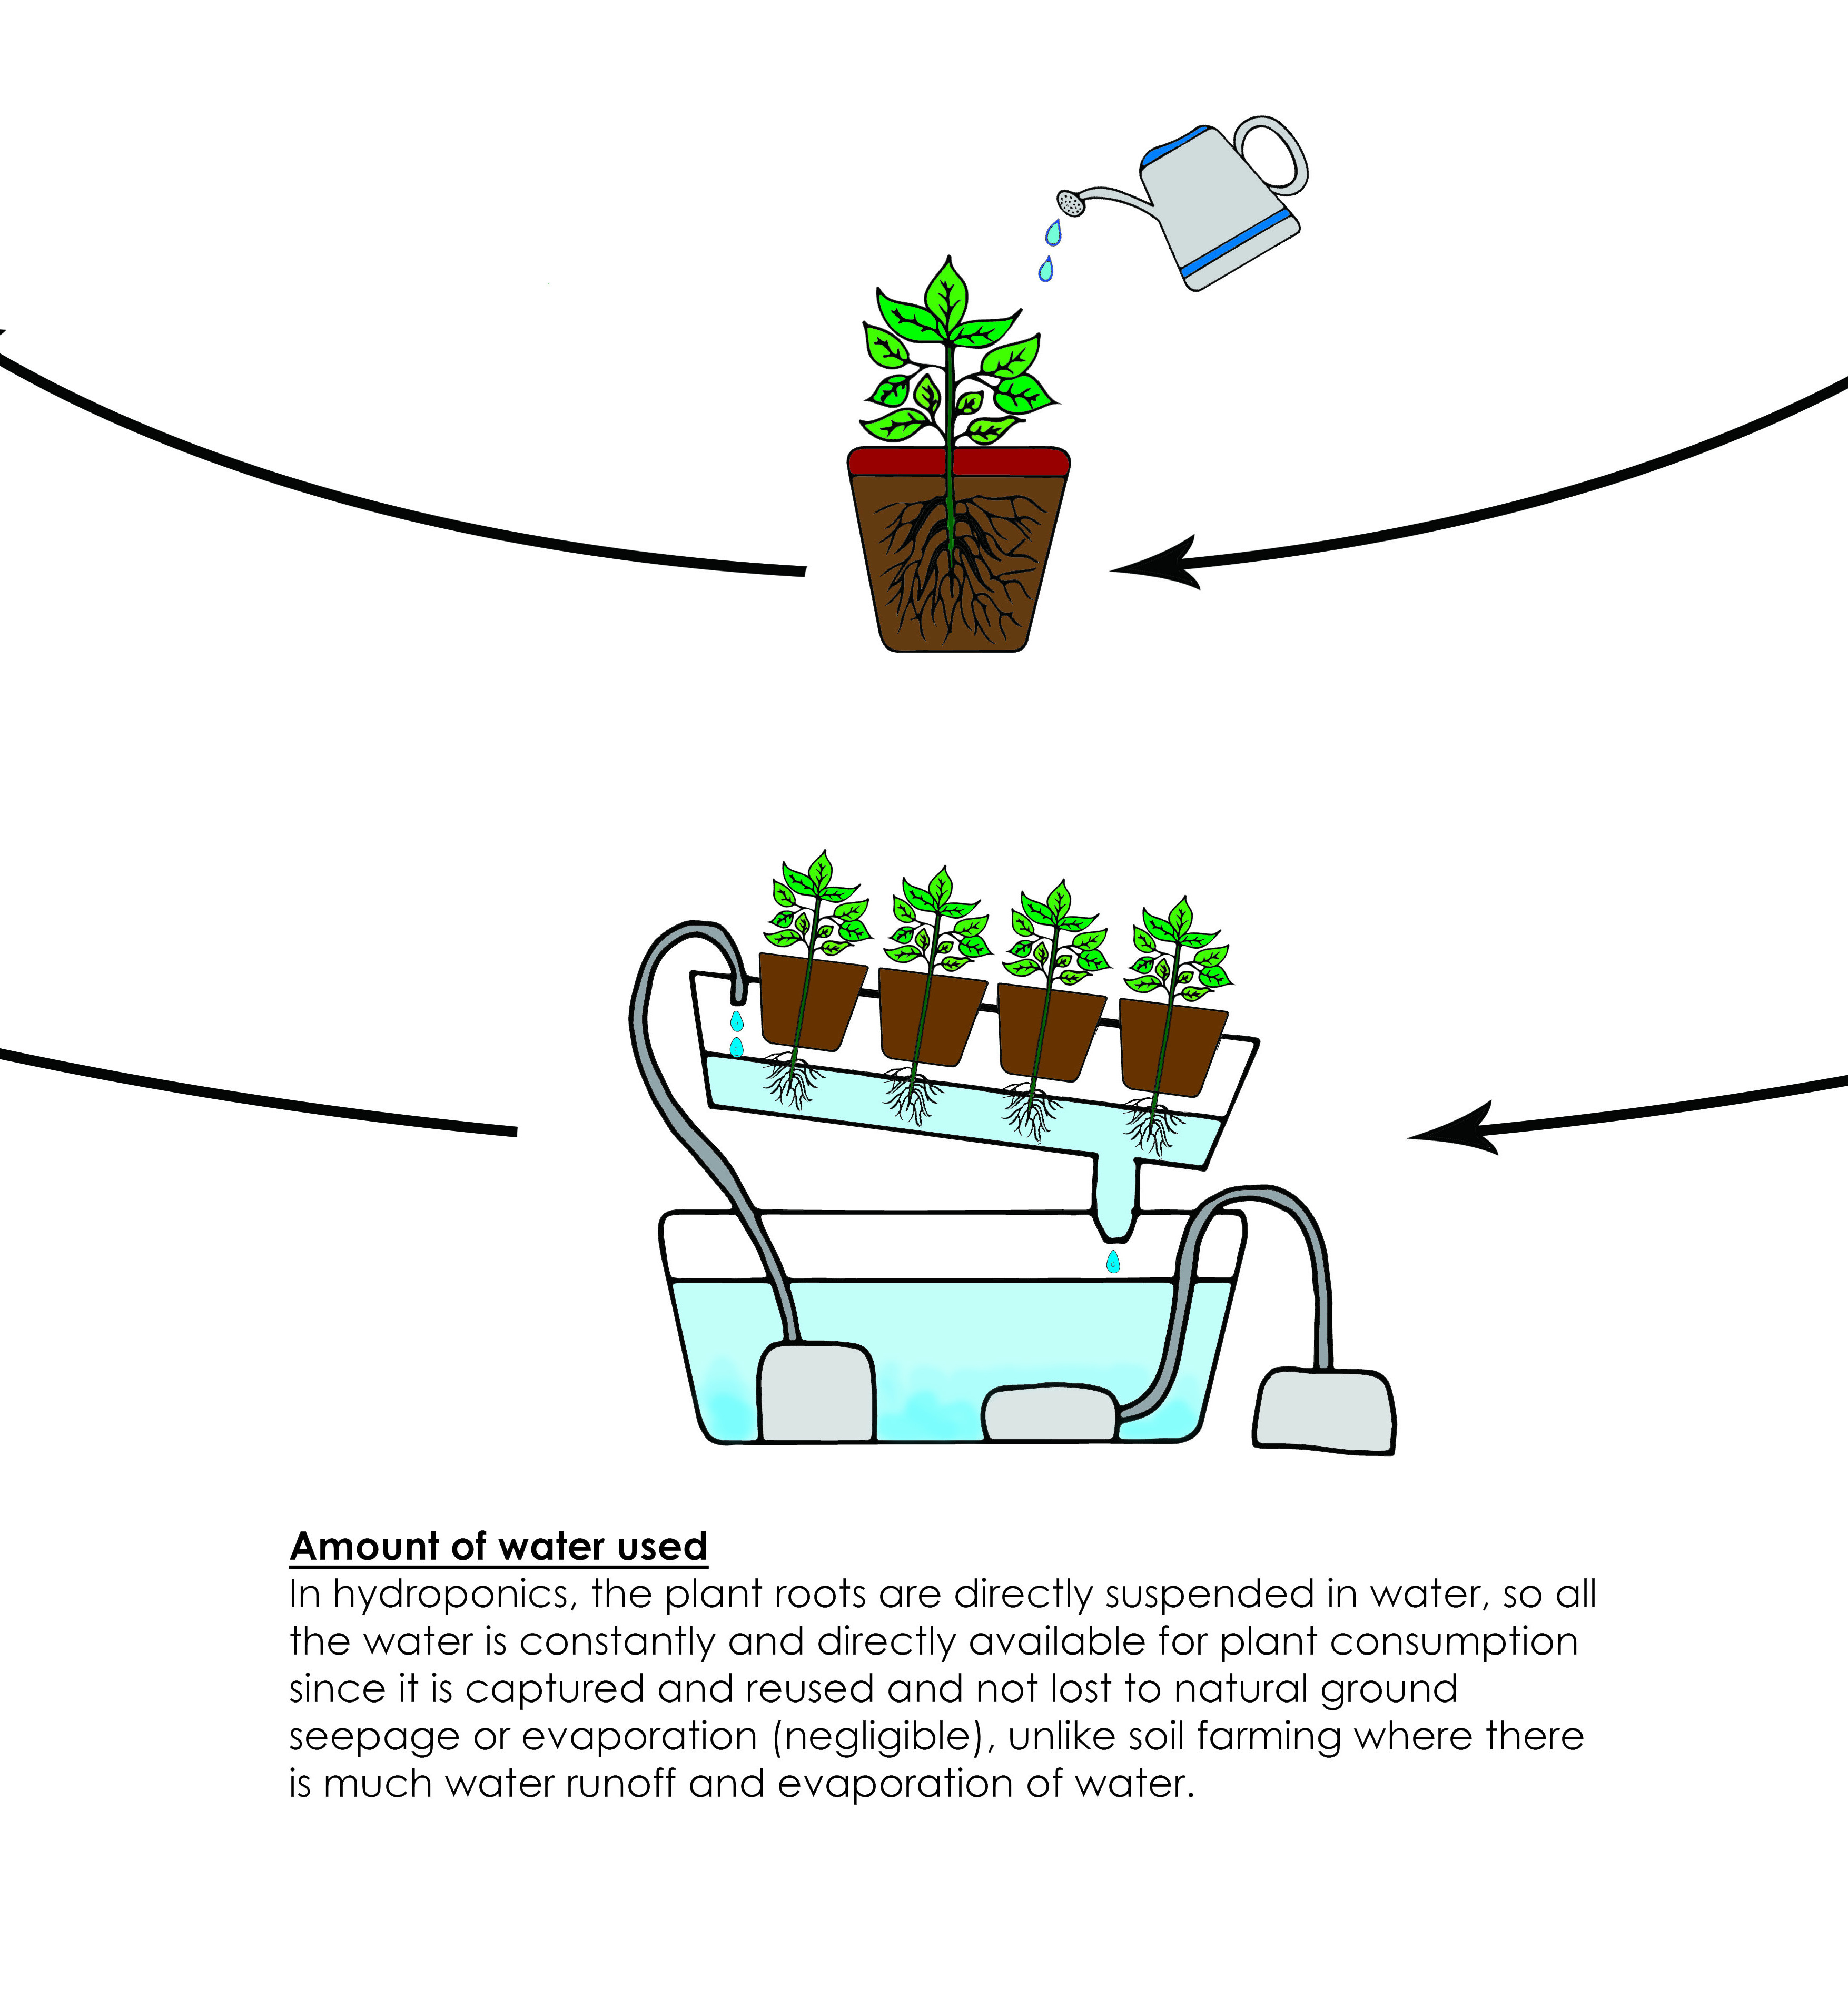 Amount of water used
In hydroponics, the plant roots are directly suspended in water, so all
the water is constantly and directly available for plant consumption
since it is captured and reused and not lost to natural ground
seepage or evaporation (negligible), unlike soil farming where there
is much water runoff and evaporation of water.